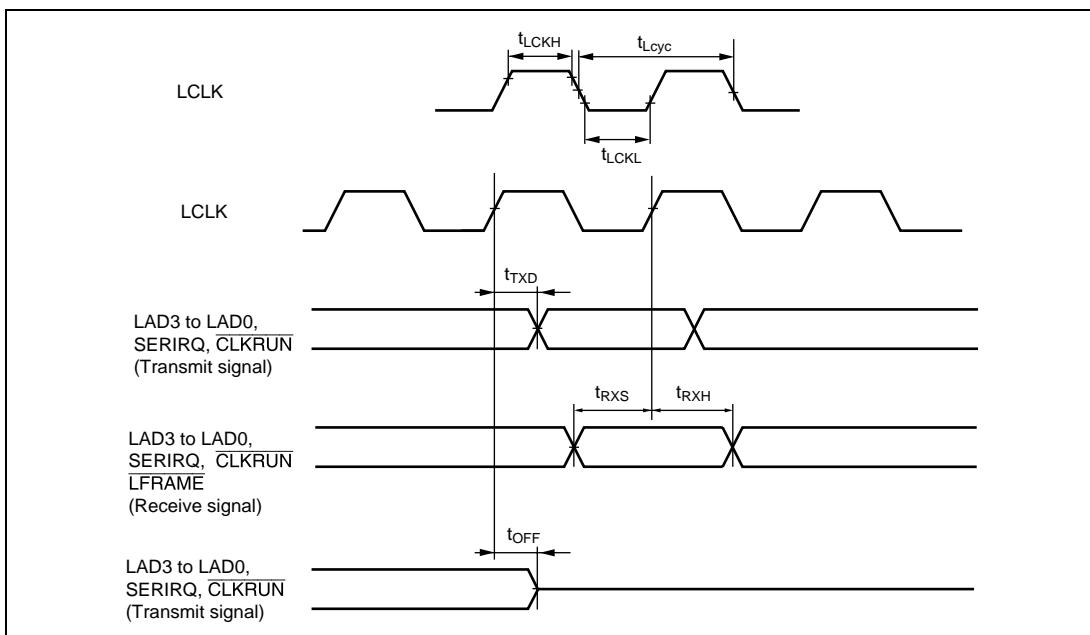 tLCKH
tLcyc
LCLK
tLCKL
LCLK
tTXD
LAD3 to LAD0,
SERIRQ, CLKRUN
(Transmit signal)
tRXS
tRXH
LAD3 to LAD0,
SERIRQ, CLKRUN
LFRAME
(Receive signal)
tOFF
LAD3 to LAD0,
SERIRQ, CLKRUN
(Transmit signal)